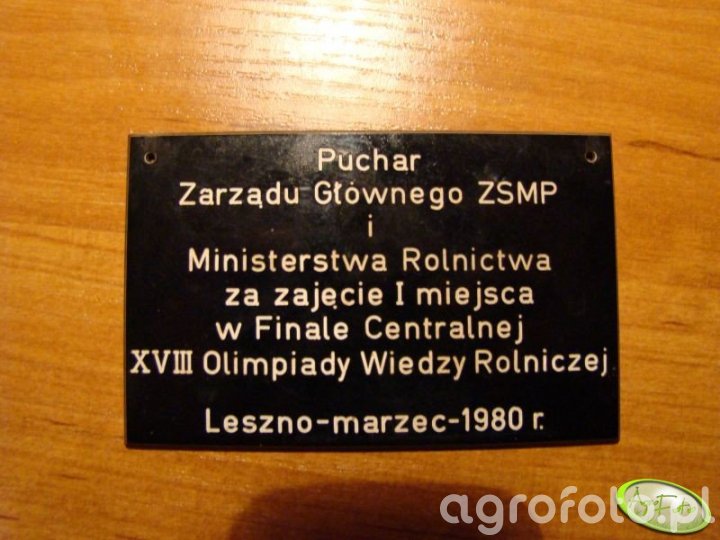 Puchar
Zarządu Głównego ZSMP
i
Ministerstwa Rolnictwa
za zajęcie I miejsca
w Finale Centralnej
XVIII Olimpiady Wiedzy Rolniczej
Leszno-marzec-1980 r.
agrofoto.pl